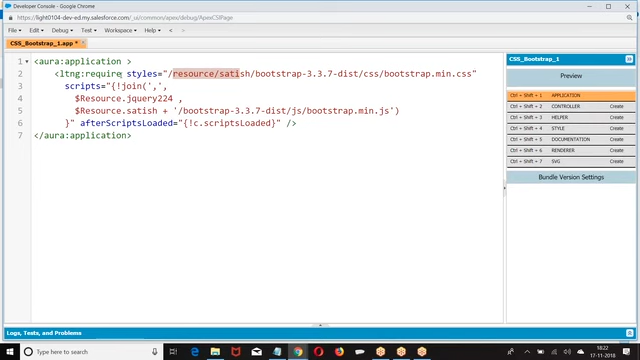 Developer Console - Google Chrome
https://light0104-dev-ed.my.salesforce.com/_ui/common/apex/debug/ApexCSIPage
File Edit Debug Test Workspace Help < >
CSS_Bootstrap_1.app *
1 <aura:application >
2 <ltng:require styles="/resource/satish/bootstrap-3.3.7-dist/css/bootstrap.min.css"
3 scripts="{!join(',',
4 $Resource.jquery224 ,
5 $Resource.satish + '/bootstrap-3.3.7-dist/js/bootstrap.min.js')
6 }" afterScriptsLoaded="{!c.scriptsLoaded}" />
7 </aura:application>
CSS_Bootstrap_1
Preview
Ctrl + Shift + 1 APPLICATION
Ctrl + Shift + 2 CONTROLLER Create
Ctrl + Shift + 3 HELPER Create
Ctrl + Shift + 4 STYLE Create
Ctrl + Shift + 5 DOCUMENTATION Create
Ctrl + Shift + 6 RENDERER Create
Ctrl + Shift + 7 SVG Create
Bundle Version Settings
Logs, Tests, and Problems
Type here to search
18:22
17-11-2018